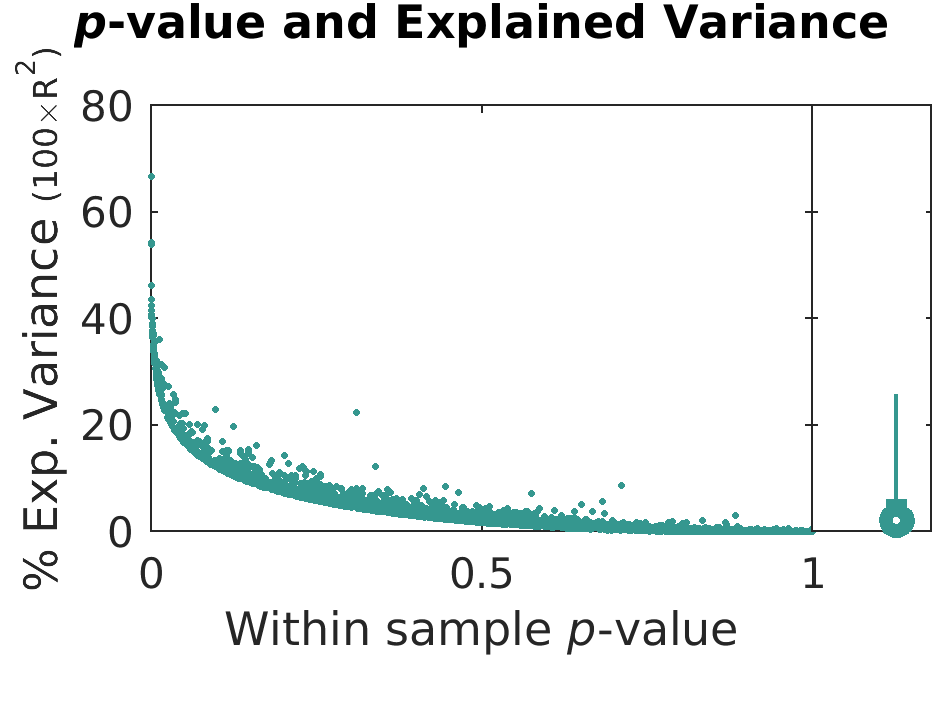 p-value and Explained Variance
% Exp. Variance (100×R²)
80
60
40
20
0
0 0.5 1
Within sample p-value